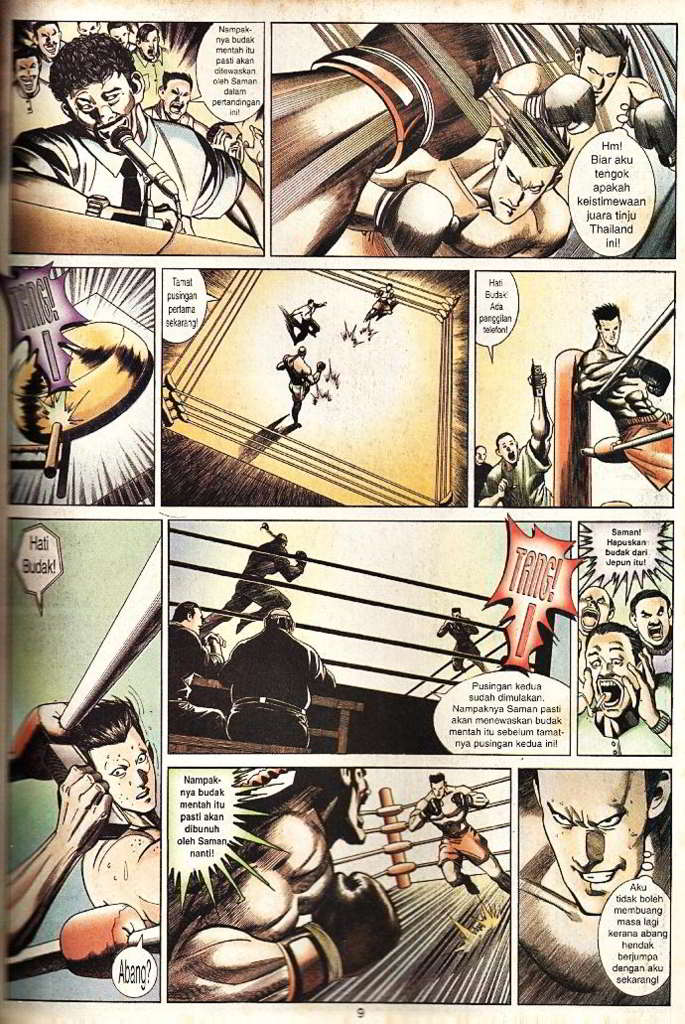 Nampak-
nya budak
mentah itu
pasti akan
ditewaskan
oleh Saman
dalam
pertandingan
ini!
Hm!
Biar aku
tengok
apakah
keistimewaan
juara tinju
Thailand
ini!
TANG!
Tamat
pusingan
pertama
sekarang!
Hati
Budak!
Ada
panggilan
telefon!
Hati
Budak!
Abang?
TANG!
Pusingan kedua
sudah dimulakan.
Nampaknya Saman pasti
akan menewaskan budak
mentah itu sebelum tamat-
nya pusingan kedua ini!
Saman!
Hapuskan
budak dari
Jepun itu!
Nampak-
nya budak
mentah itu
pasti akan
dibunuh
oleh Saman
nanti!
Aku
tidak boleh
membuang
masa lagi
kerana abang
hendak
berjumpa
dengan aku
sekarang!
9